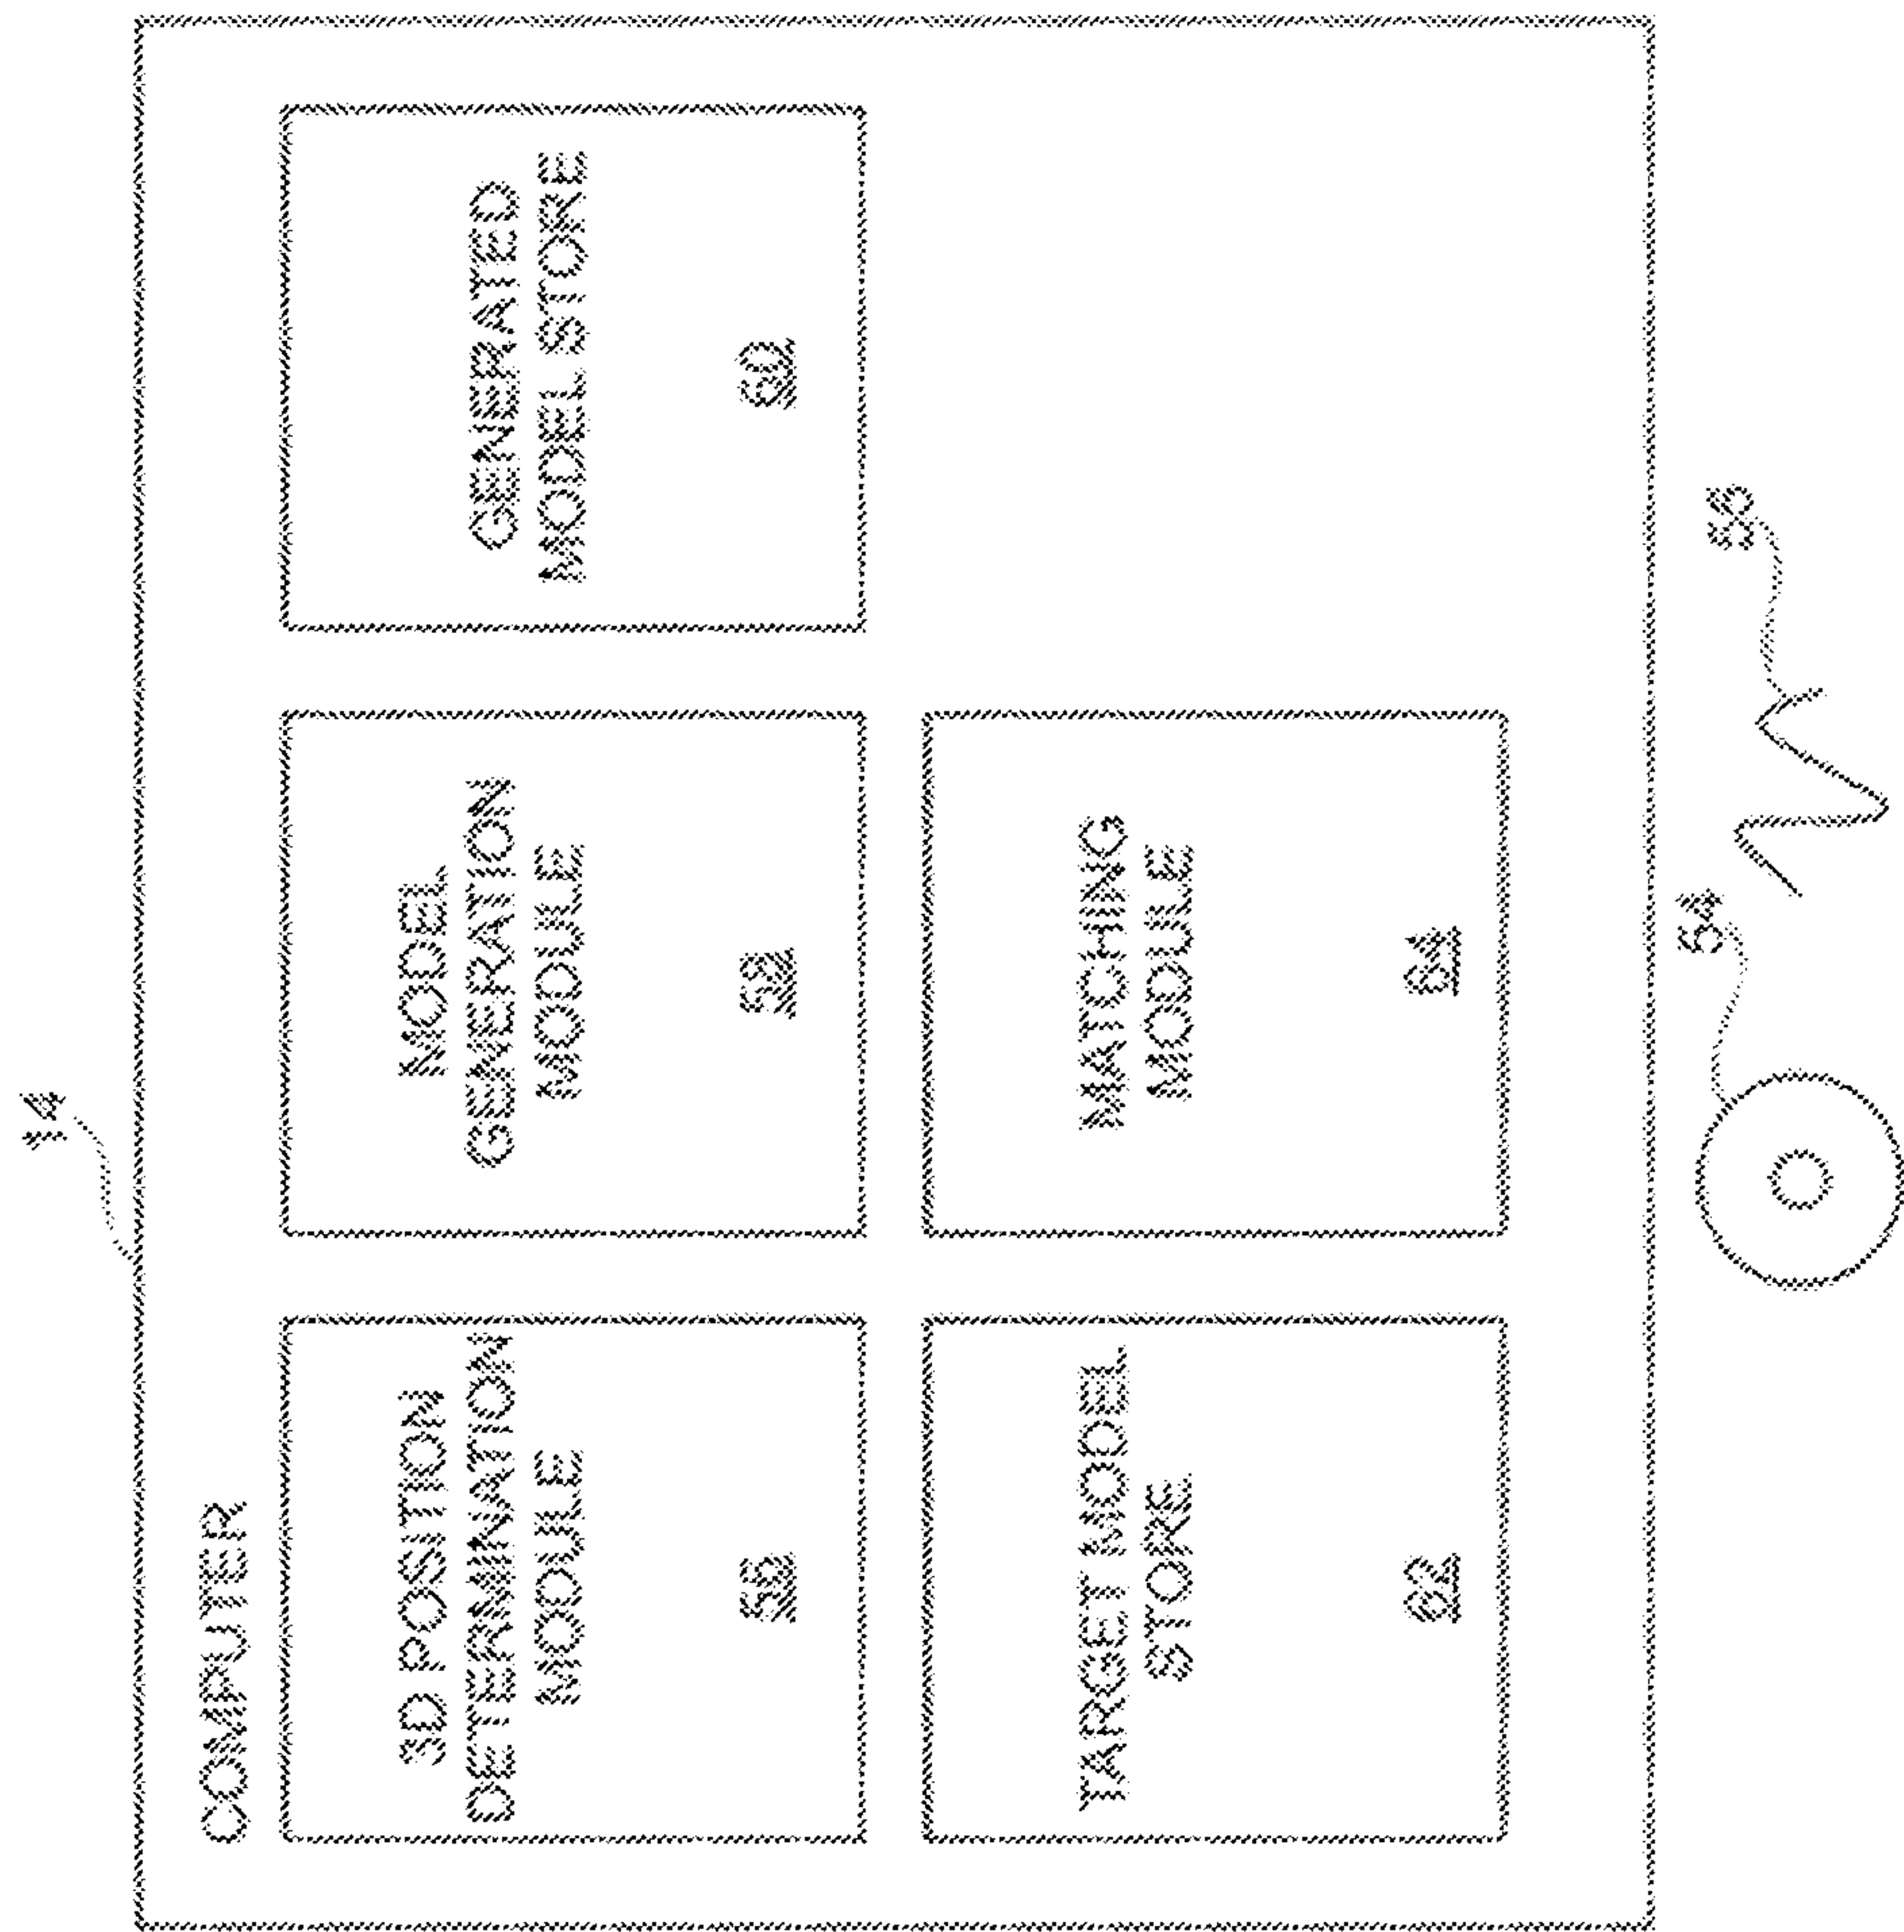 14
COMPUTER
3D POSITION
DETERMINATION
MODULE
56
MODEL
GENERATION
MODULE
58
GENERATED
MODEL STORE
60
TARGET MODEL
STORE
62
MATCHING
MODULE
64
54
55